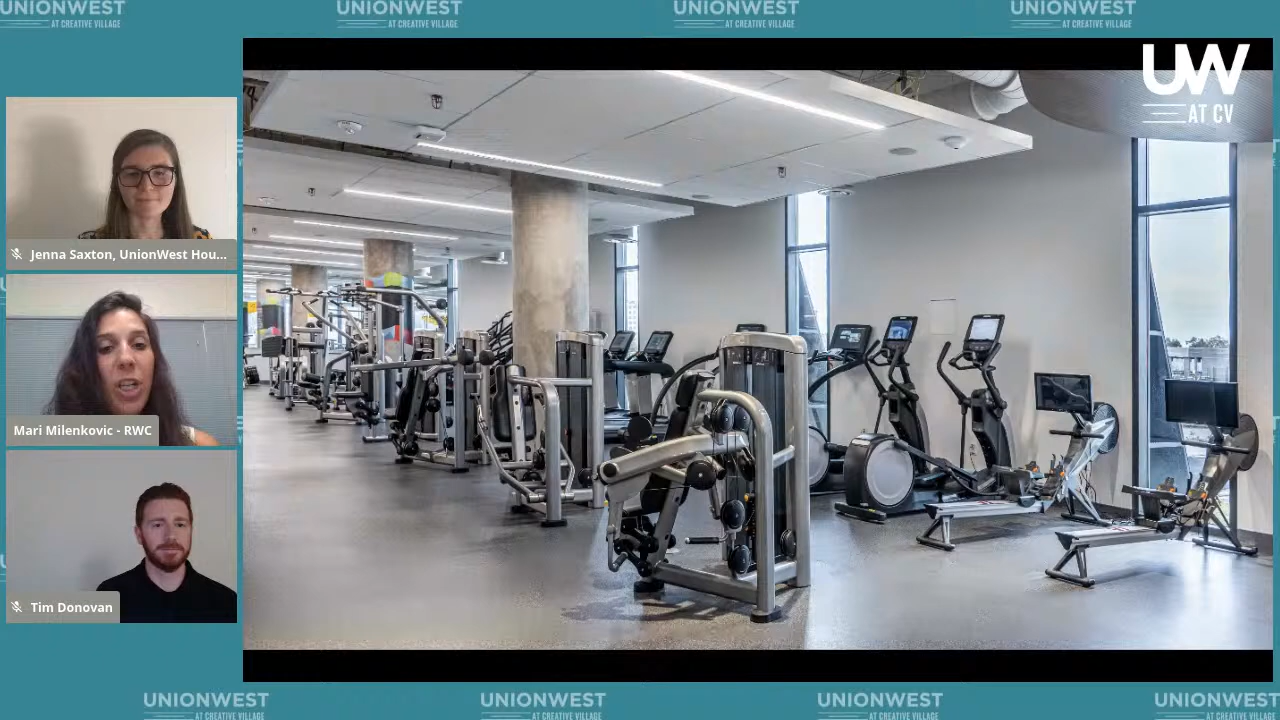 UNIONWEST
AT CREATIVE VILLAGE
UNIONWEST
AT CREATIVE VILLAGE
UNIONWEST
AT CREATIVE VILLAGE
UNIONWEST
AT CREATIVE VILLAGE
UW
AT CV
Jenna Saxton, UnionWest Hou...
Mari Milenkovic - RWC
Tim Donovan
UNIONWEST
AT CREATIVE VILLAGE
UNIONWEST
AT CREATIVE VILLAGE
UNIONWEST
AT CREATIVE VILLAGE
UNIONWEST
AT CREATIVE VILLAGE